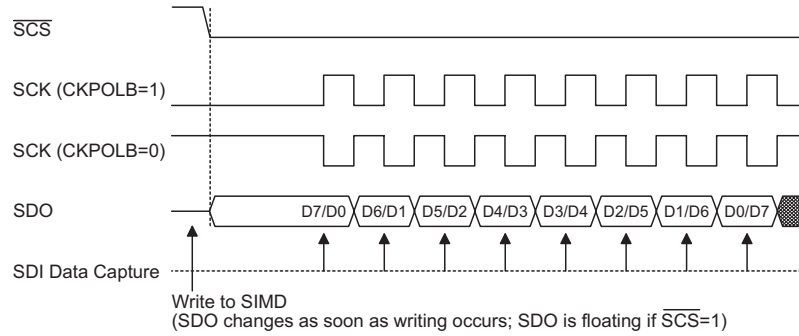 SCS
SCK (CKPOLB=1)
SCK (CKPOLB=0)
SDO D7/D0 D6/D1 D5/D2 D4/D3 D3/D4 D2/D5 D1/D6 D0/D7
SDI Data Capture
Write to SIMD
(SDO changes as soon as writing occurs; SDO is floating if SCS=1)